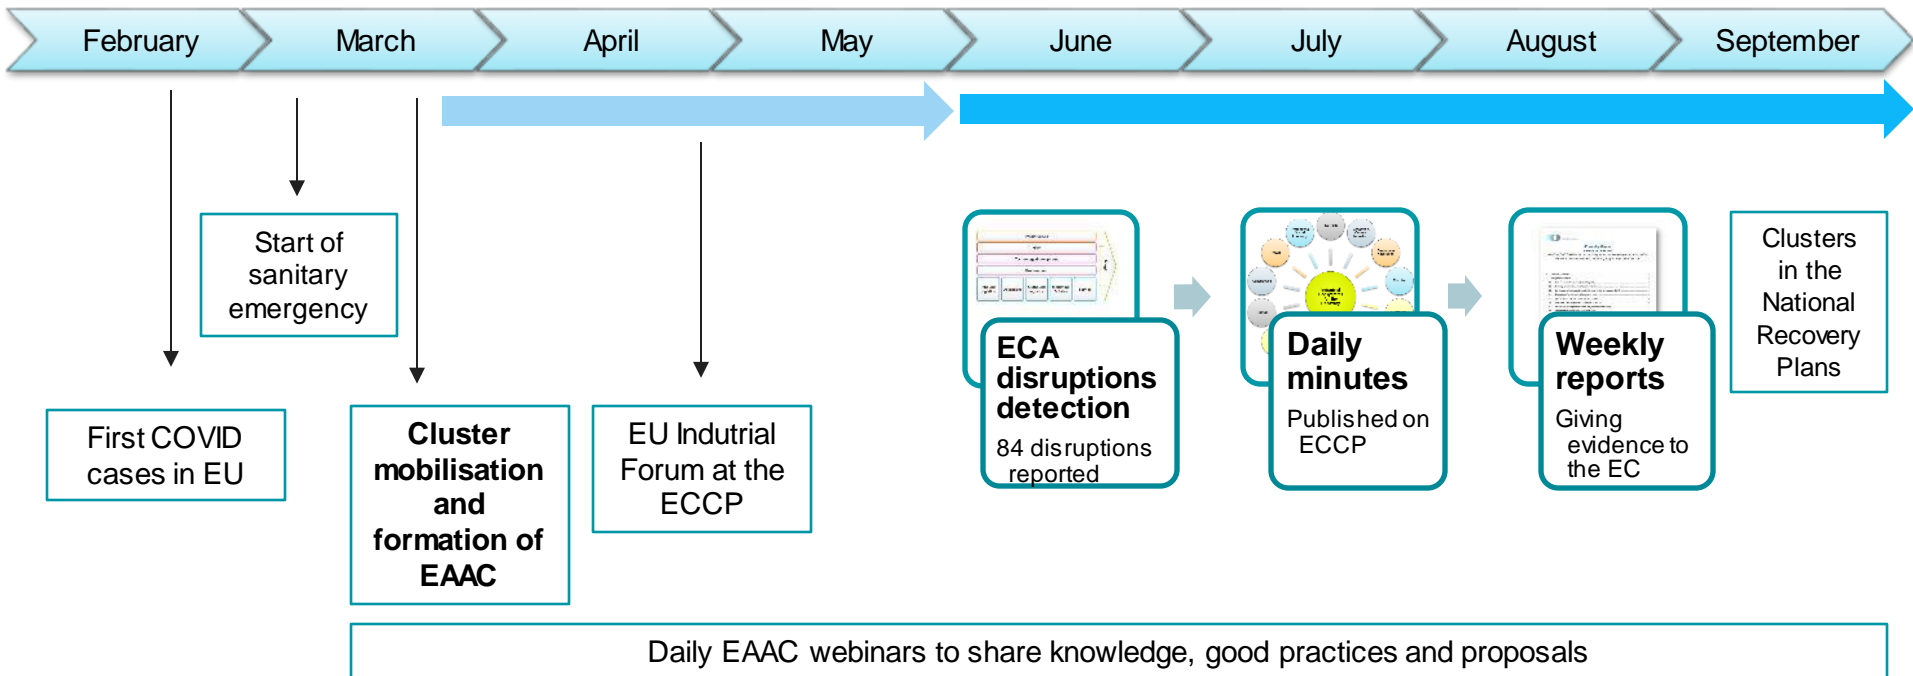 February
March
April
May
June
July
August
September
Start of
sanitary
emergency
First COVID
cases in EU
Cluster
mobilisation
and
formation of
EAAC
EU Indutrial
Forum at the
ECCP
ECA
disruptions
detection
84 disruptions
reported
Daily
minutes
Published on
ECCP
Weekly
reports
Giving
evidence to
the EC
Clusters
in the
National
Recovery
Plans
Daily EAAC webinars to share knowledge, good practices and proposals